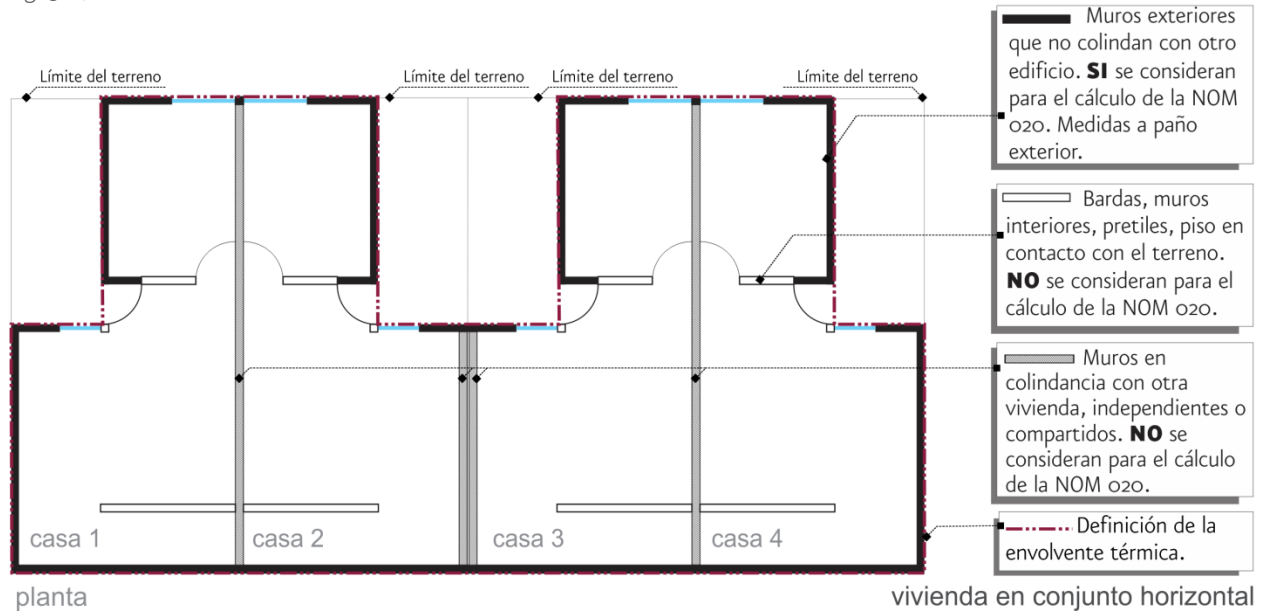 Límite del terreno
Límite del terreno
Límite del terreno
Límite del terreno
casa 1
casa 2
casa 3
casa 4
planta
Muros exteriores
que no colindan con otro
edificio. SI se consideran
para el cálculo de la NOM
020. Medidas a paño
exterior.
Bardas, muros
interiores, pretiles, piso en
contacto con el terreno.
NO se consideran para el
cálculo de la NOM 020.
Muros en
colindancia con otra
vivienda, independientes o
compartidos. NO se
consideran para el cálculo
de la NOM 020.
Definición de la
envolvente térmica.
vivienda en conjunto horizontal